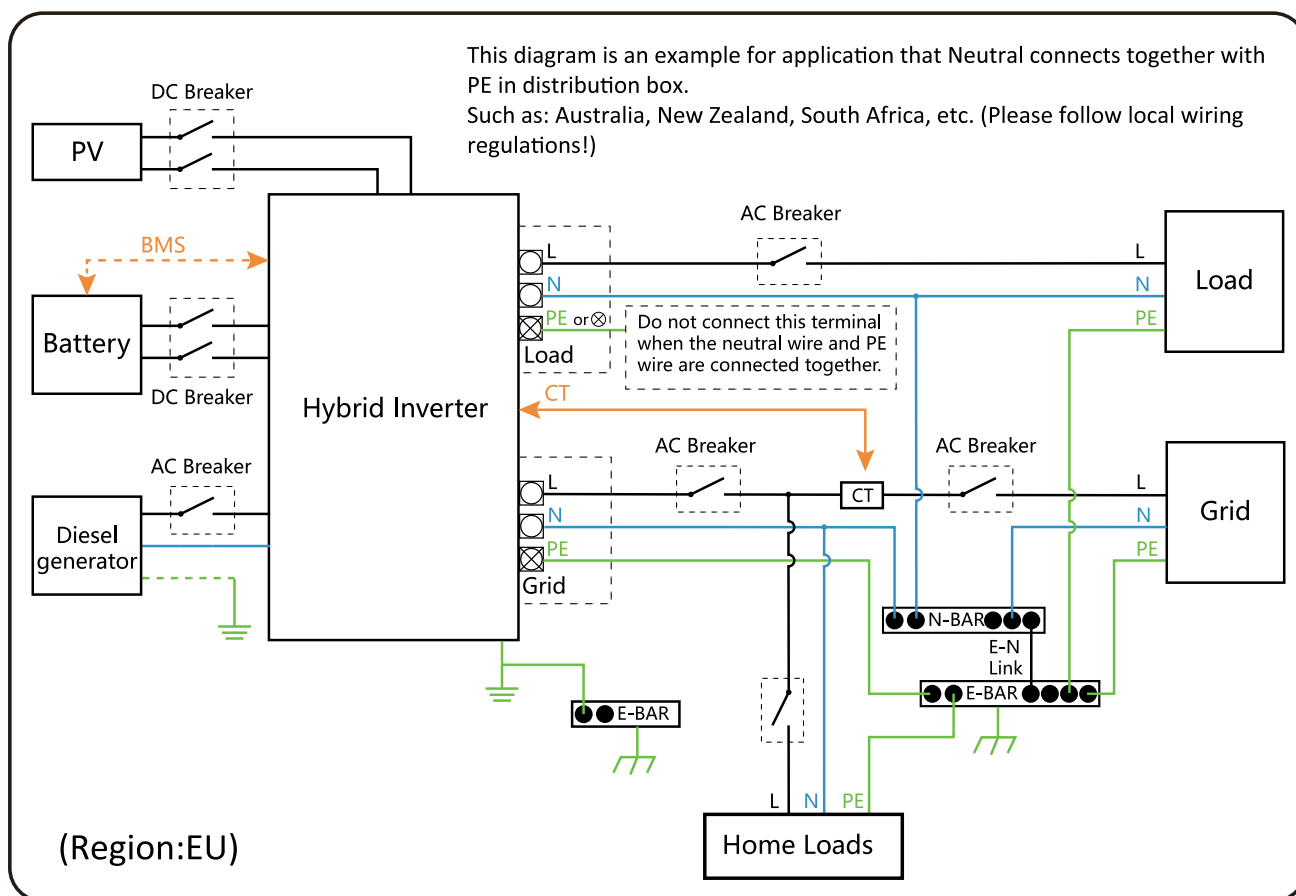 This diagram is an example for application that Neutral connects together with
PE in distribution box.
Such as: Australia, New Zealand, South Africa, etc. (Please follow local wiring
regulations!)
DC Breaker
PV
AC Breaker
BMS
L
L
N
N
Load
PE or⊗
PE
Do not connect this terminal
when the neutral wire and PE
wire are connected together.
Load
Battery
DC Breaker
Hybrid Inverter
CT
AC Breaker
AC Breaker
AC Breaker
L
CT
L
N
N
Grid
Diesel
generator
PE
PE
Grid
N-BAR
E-N
Link
E-BAR
E-BAR
L
N
PE
Home Loads
(Region:EU)